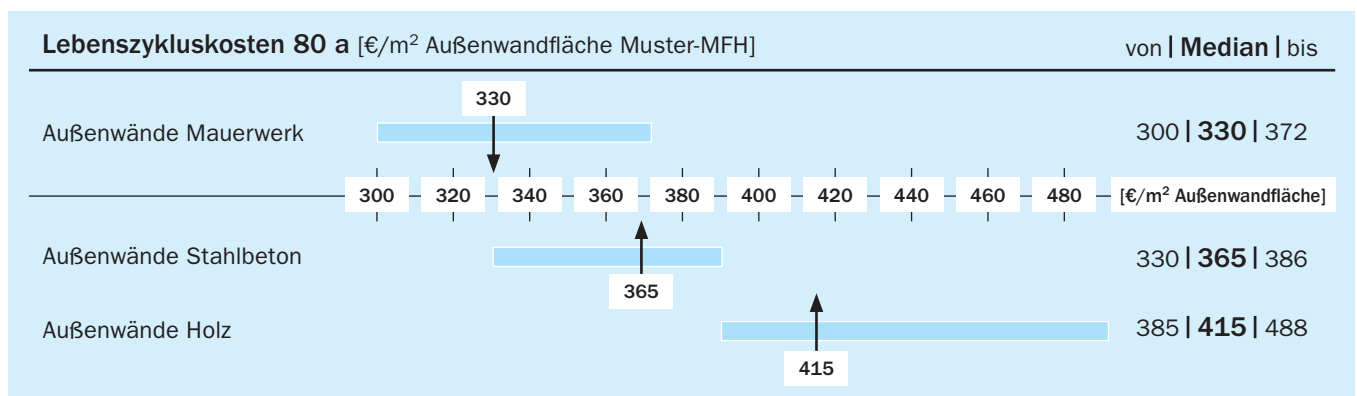 Lebenszykluskosten 80 a [€/m² Außenwandfläche Muster-MFH] von | Median | bis
330
Außenwände Mauerwerk 300 | 330 | 372
300 320 340 360 380 400 420 440 460 480 [€/m² Außenwandfläche]
Außenwände Stahlbeton 330 | 365 | 386
365
Außenwände Holz 385 | 415 | 488
415